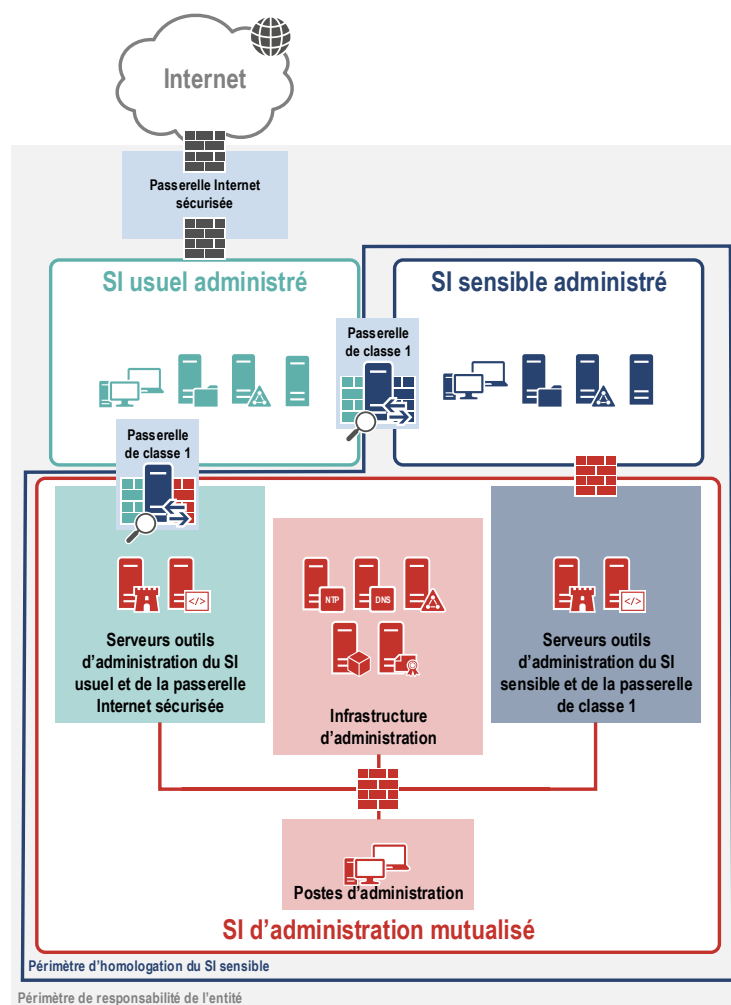 Internet
Passerelle Internet
sécurisée
SI usuel administré
SI sensible administré
Passerelle
de classe 1
Passerelle
de classe 1
NTP
DNS
</>
</>
Serveurs outils
d'administration du SI
usuel et de la passerelle
Internet sécurisée
Infrastructure
d'administration
Serveurs outils
d'administration du SI
sensible et de la passerelle
de classe 1
Postes d'administration
SI d'administration mutualisé
Périmètre d'homologation du SI sensible
Périmètre de responsabilité de l'entité